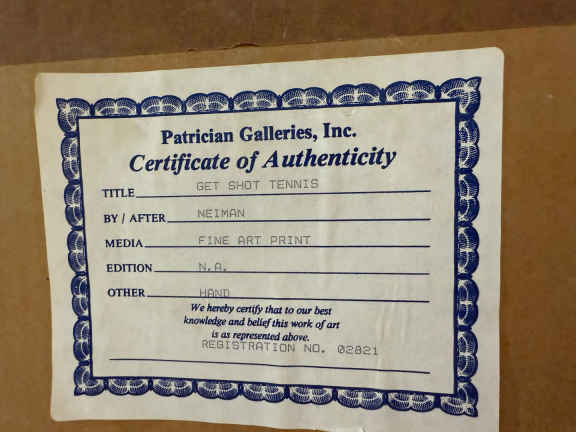 Patrician Galleries, Inc.
Certificate of Authenticity
TITLE GET SHOT TENNIS
BY / AFTER NEIMAN
MEDIA FINE ART PRINT
EDITION N.A.
OTHER HAND
We hereby certify that to our best
knowledge and belief this work of art
is as represented above.
REGISTRATION NO. 02821